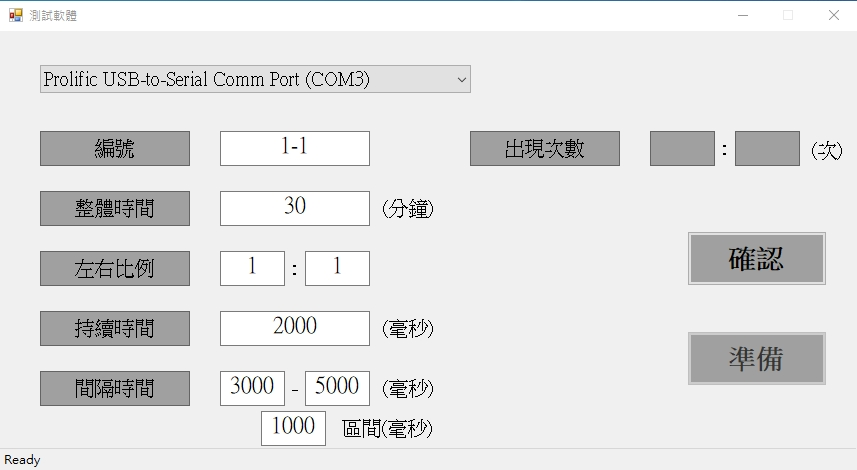 測試軟體
Prolific USB-to-Serial Comm Port (COM3)
編號 1-1 出現次數 : (次)
整體時間 30 (分鐘)
左右比例 1 : 1
確認
持續時間 2000 (毫秒)
準備
間隔時間 3000 - 5000 (毫秒)
1000 區間(毫秒)
Ready